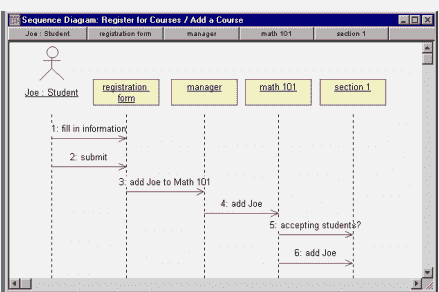 Sequence Diagram: Register for Courses / Add a Course
Joe : Student registration form manager math 101 section 1
Joe : Student
registration
form
manager
math 101
section 1
1: fill in information
2: submit
3: add Joe to Math 101
4: add Joe
5: accepting students?
6: add Joe